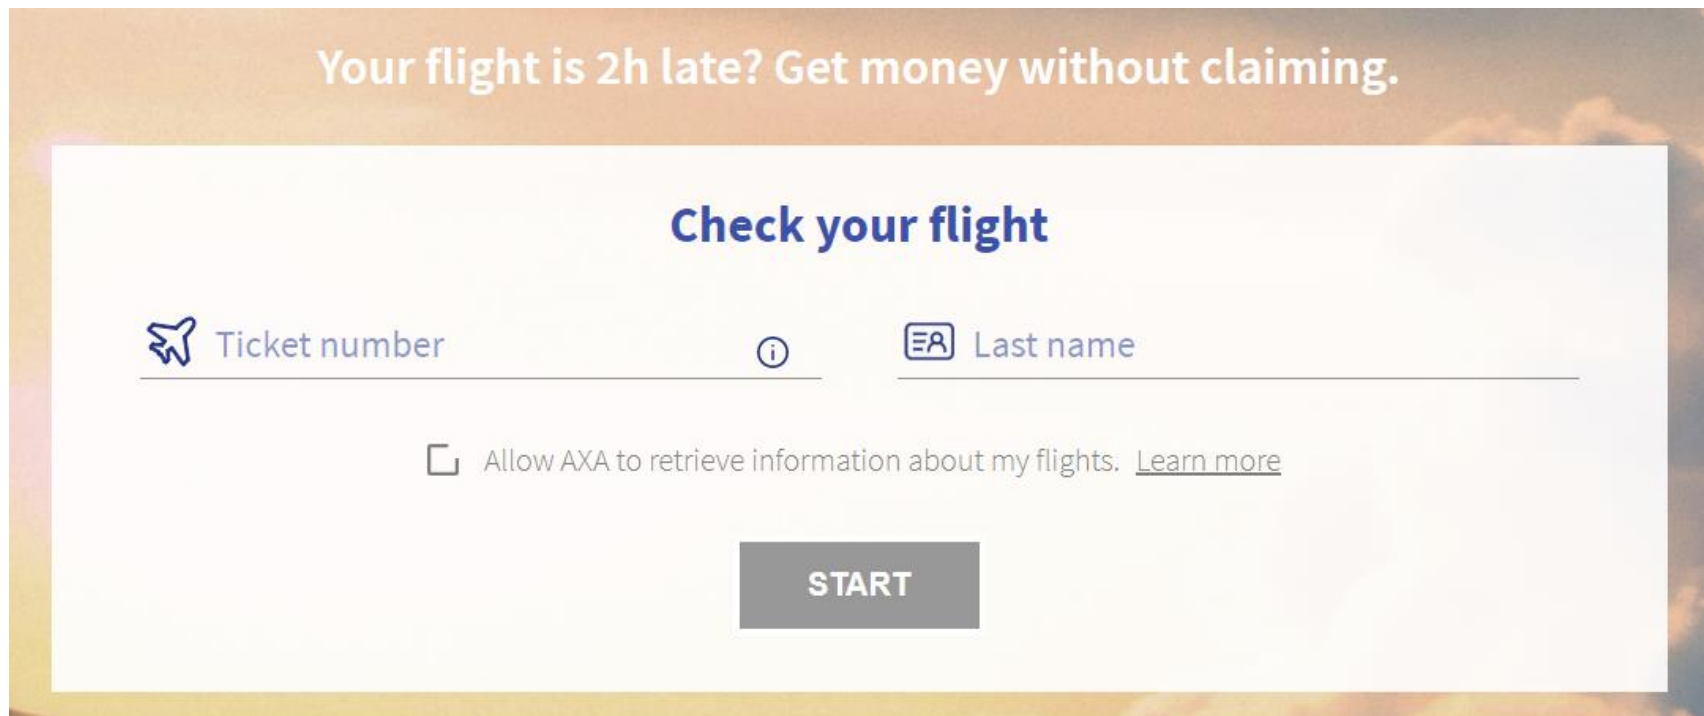 Your flight is 2h late? Get money without claiming.
Check your flight
Ticket number
Last name
Allow AXA to retrieve information about my flights. Learn more
START